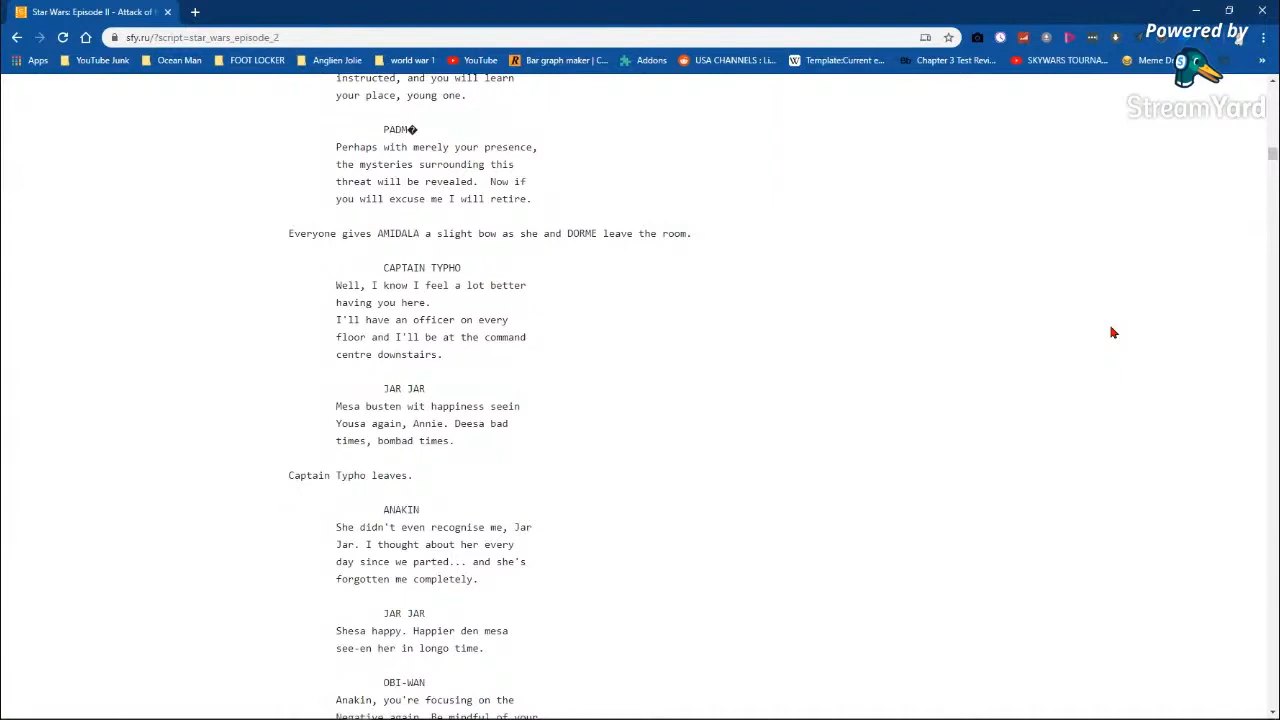 Star Wars: Episode II - Attack of
Powered by
sfy.ru/?script=star_wars_episode_2
Apps
YouTube Junk
Ocean Man
FOOT LOCKER
Anglien Jolie
world war 1
YouTube
Bar graph maker | C...
Addons
USA CHANNELS : Li...
Template:Current e...
Chapter 3 Test Revi...
SKYWARS TOURNA...
StreamYard
instructed, and you will learn
your place, young one.
PADM�
Perhaps with merely your presence,
the mysteries surrounding this
threat will be revealed.  Now if
you will excuse me I will retire.
Everyone gives AMIDALA a slight bow as she and DORME leave the room.
CAPTAIN TYPHO
Well, I know I feel a lot better
having you here.
I'll have an officer on every
floor and I'll be at the command
centre downstairs.
JAR JAR
Mesa busten wit happiness seein
Yousa again, Annie. Deesa bad
times, bombad times.
Captain Typho leaves.
ANAKIN
She didn't even recognise me, Jar
Jar. I thought about her every
day since we parted... and she's
forgotten me completely.
JAR JAR
Shesa happy. Happier den mesa
see-en her in longo time.
OBI-WAN
Anakin, you're focusing on the
Negative again. Be mindful of your